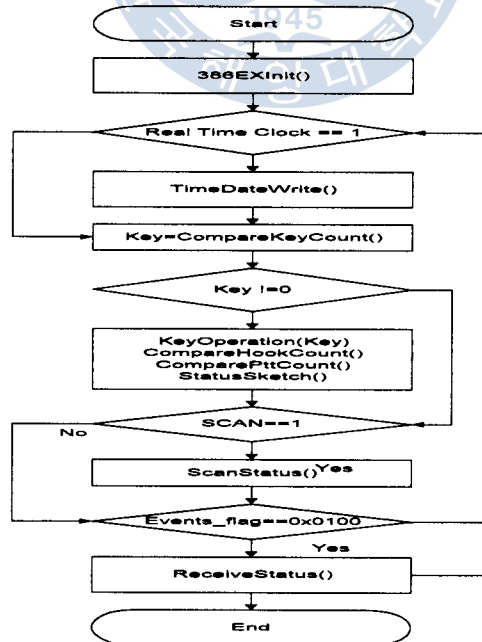 1945
Start
386EXInit()
Real Time Clock == 1
TimeDateWrite()
Key=CompareKeyCount()
Key !=0
KeyOperation(Key)
CompareHookCount()
ComparePttCount()
StatusSketch()
SCAN==1
No
ScanStatus()
Yes
Events_flag==0x0100
Yes
ReceiveStatus()
End